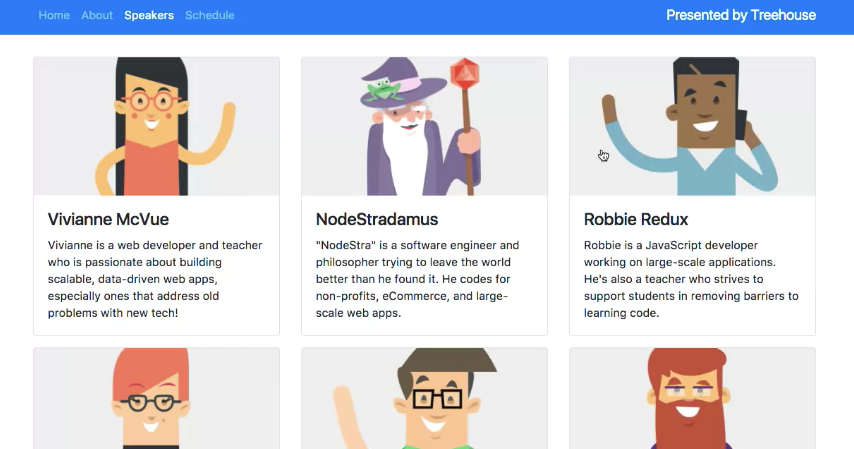 Home About Speakers Schedule
Presented by Treehouse
Vivianne McVue
Vivianne is a web developer and teacher
who is passionate about building
scalable, data-driven web apps,
especially ones that address old
problems with new tech!
NodeStradamus
"NodeStra" is a software engineer and
philosopher trying to leave the world
better than he found it. He codes for
non-profits, eCommerce, and large-
scale web apps.
Robbie Redux
Robbie is a JavaScript developer
working on large-scale applications.
He's also a teacher who strives to
support students in removing barriers to
learning code.